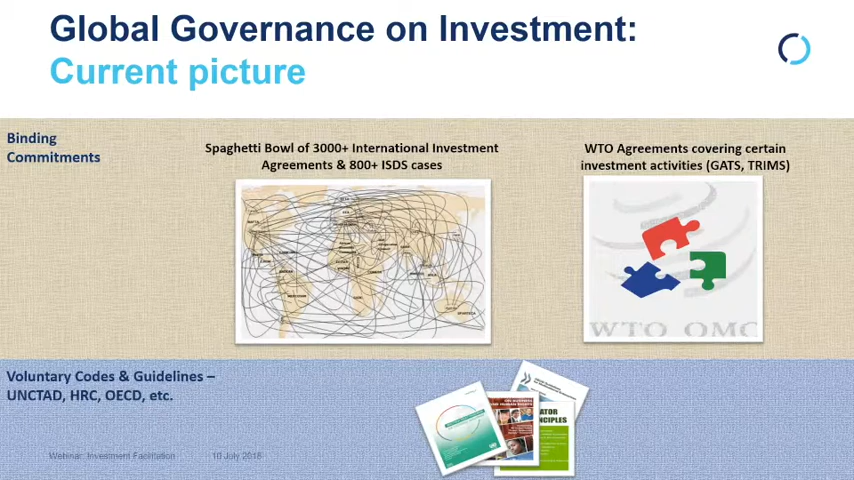 Global Governance on Investment:
Current picture
Binding
Commitments
Spaghetti Bowl of 3000+ International Investment
Agreements & 800+ ISDS cases
WTO Agreements covering certain
investment activities (GATS, TRIMS)
WTO OMC
Voluntary Codes & Guidelines –
UNCTAD, HRC, OECD, etc.
Webinar: Investment Facilitation
10 July 2018